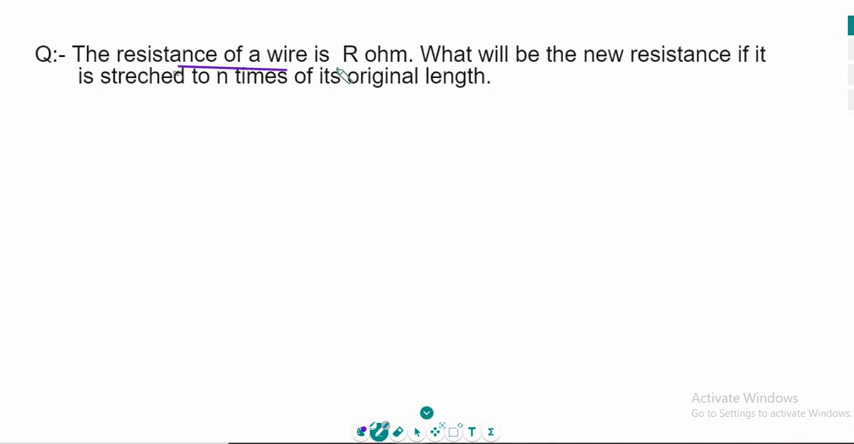 Q:- The resistance of a wire is R ohm. What will be the new resistance if it
is streched to n times of its original length.
Activate Windows
Go to Settings to activate Windows.
T
Σ